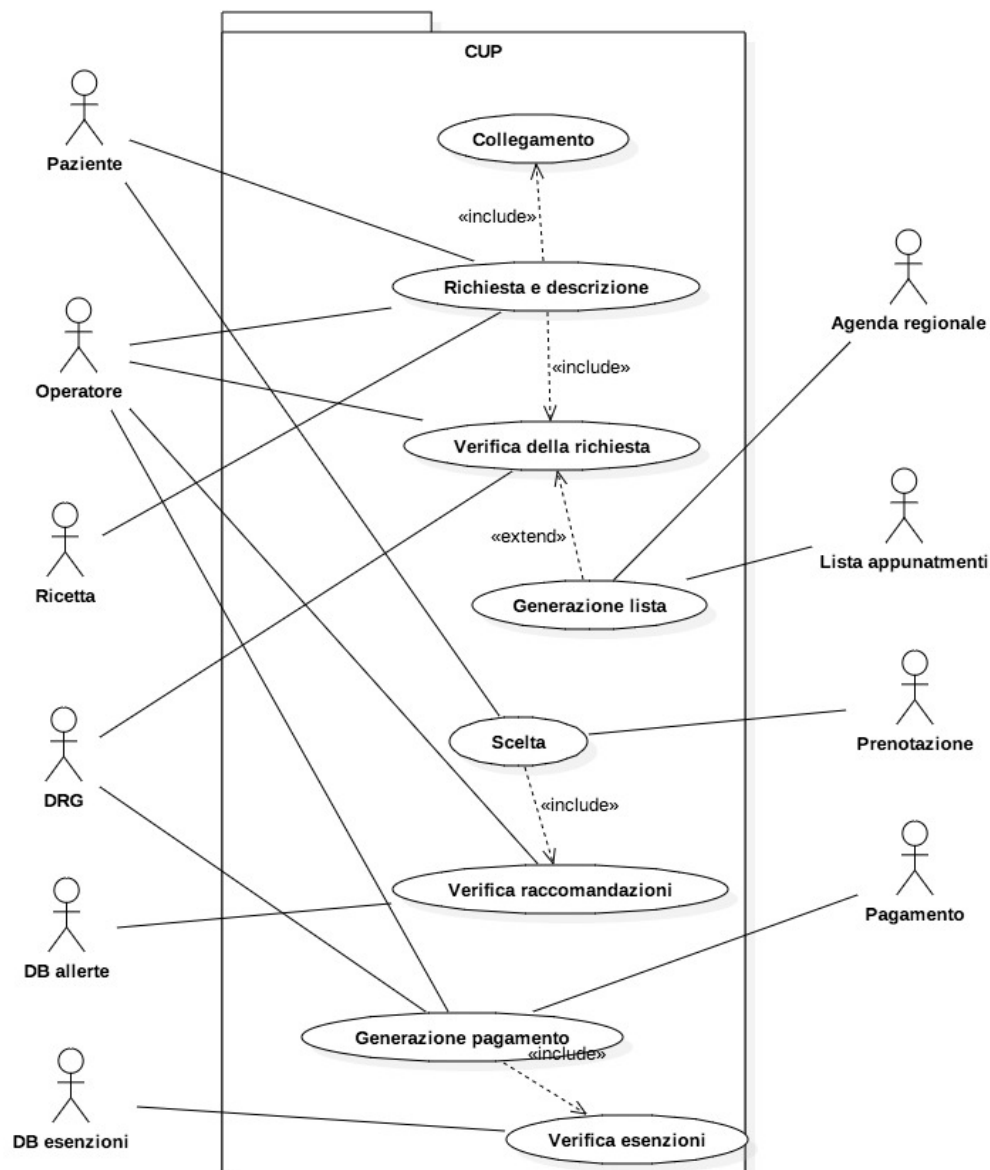 CUP
Paziente
Collegamento
«include»
Richiesta e descrizione
Agenda regionale
Operatore
«include»
Verifica della richiesta
«extend»
Lista appunatmenti
Ricetta
Generazione lista
Scelta
Prenotazione
DRG
«include»
Verifica raccomandazioni
Pagamento
DB allerte
Generazione pagamento
«include»
DB esenzioni
Verifica esenzioni